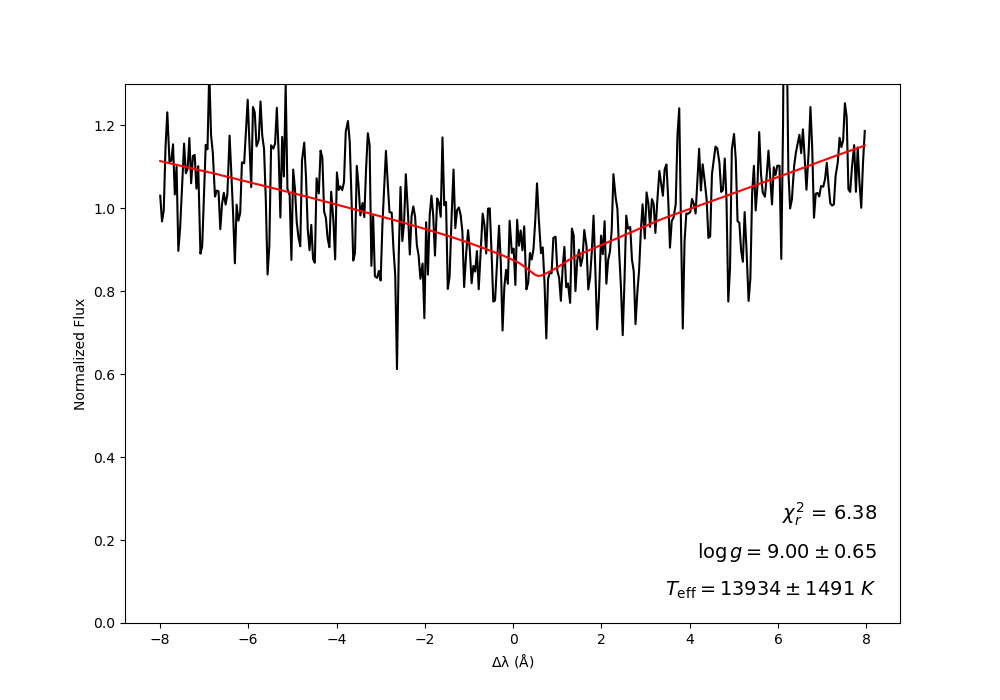 1.2
1.0
0.8
0.6
0.4
0.2
0.0
Normalized Flux
χ²ᵣ = 6.38
log g = 9.00 ± 0.65
T_eff = 13934 ± 1491 K
−8 −6 −4 −2 0 2 4 6 8
Δλ (Å)